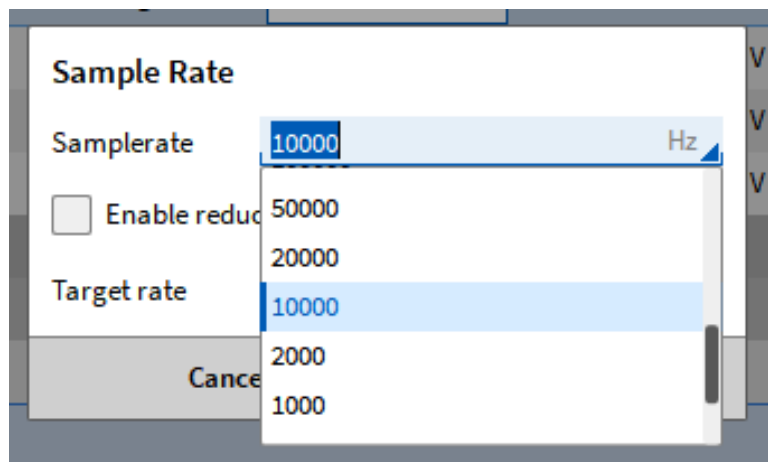 Sample Rate
Samplerate 10000 Hz
Enable reduc
50000
20000
Target rate
10000
2000
Cance
1000
V
V
V